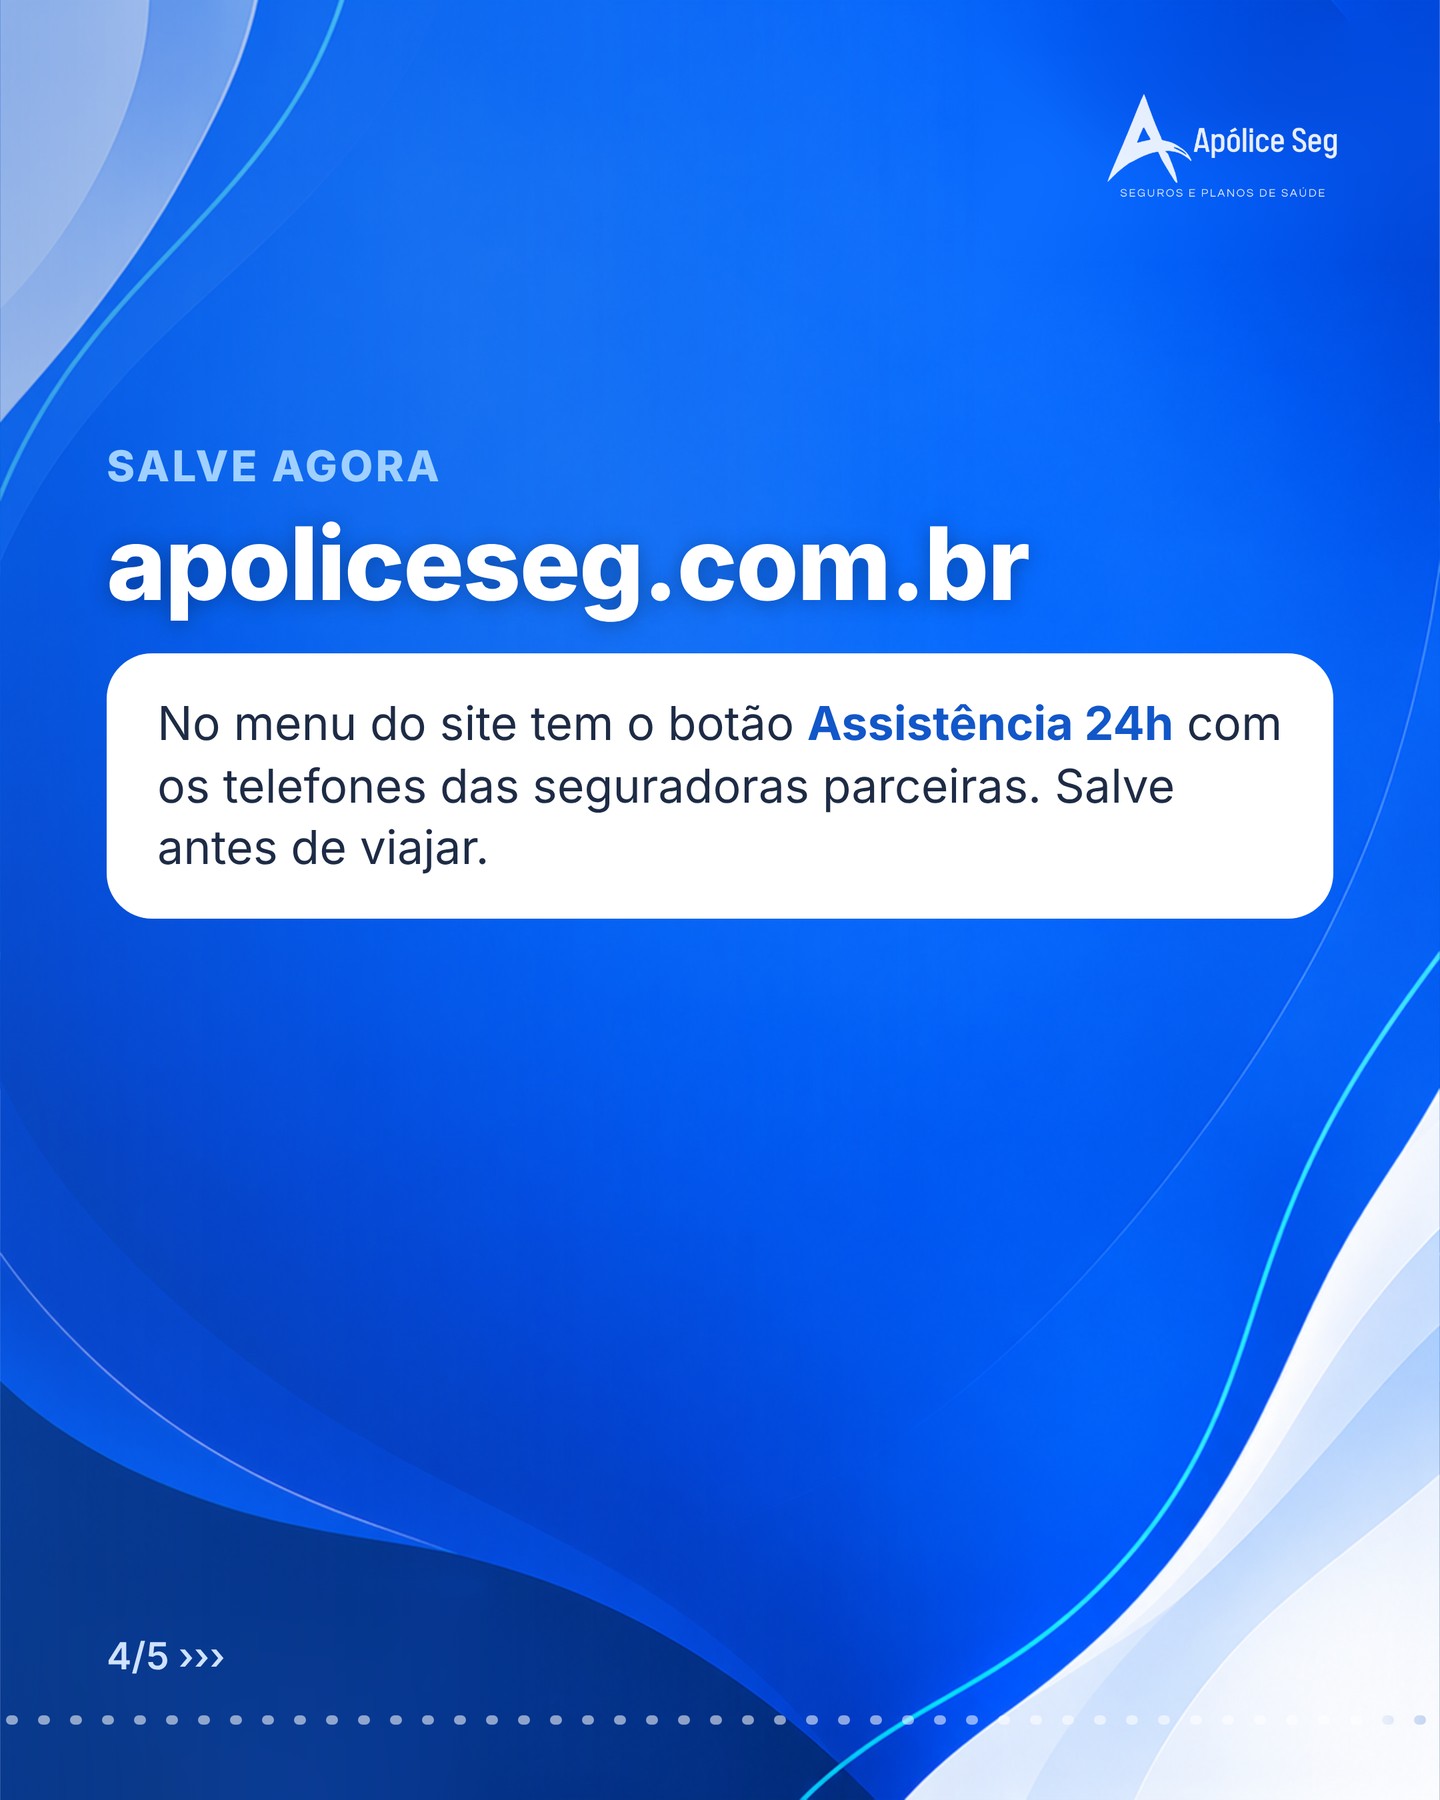 Apólice Seg
SEGUROS E PLANOS DE SAÚDE
SALVE AGORA
apoliceseg.com.br
No menu do site tem o botão Assistência 24h com
os telefones das seguradoras parceiras. Salve
antes de viajar.
4/5 ›››